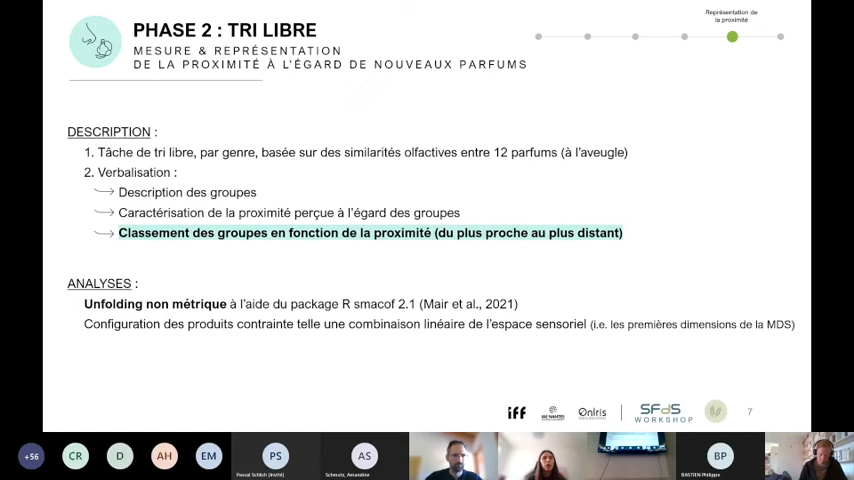 Représentation de
la proximité
PHASE 2 : TRI LIBRE
MESURE & REPRÉSENTATION
DE LA PROXIMITÉ À L'ÉGARD DE NOUVEAUX PARFUMS
DESCRIPTION :
1. Tâche de tri libre, par genre, basée sur des similarités olfactives entre 12 parfums (à l'aveugle)
2. Verbalisation :
Description des groupes
Caractérisation de la proximité perçue à l'égard des groupes
Classement des groupes en fonction de la proximité (du plus proche au plus distant)
ANALYSES :
Unfolding non métrique à l'aide du package R smacof 2.1 (Mair et al., 2021)
Configuration des produits contrainte telle une combinaison linéaire de l'espace sensoriel (i.e. les premières dimensions de la MDS)
iff
Oniris
SFdS
WORKSHOP
7
+56
CR
D
AH
EM
PS
AS
BP
Pascal Schlich (Invité)
Schmutz, Amandine
BASTIEN Philippe